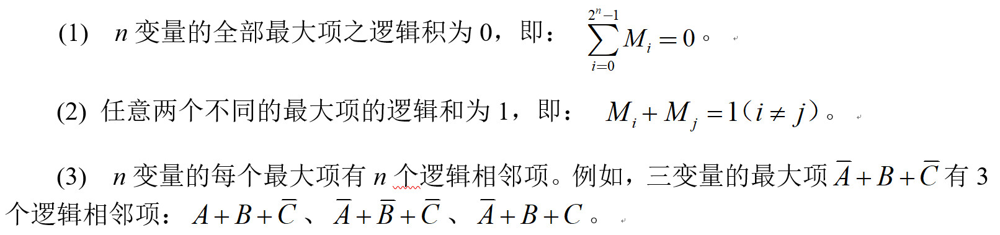 (1) n 变量的全部最大项之逻辑积为 0，即： $\sum_{i=0}^{2^n-1} M_i = 0$。
(2) 任意两个不同的最大项的逻辑和为 1，即： $M_i + M_j = 1 (i \neq j)$。
(3) n 变量的每个最大项有 n 个逻辑相邻项。例如，三变量的最大项 $\overline{A} + B + \overline{C}$ 有 3
个逻辑相邻项： $A + B + \overline{C}$、$\overline{A} + \overline{B} + \overline{C}$、$\overline{A} + B + C$。